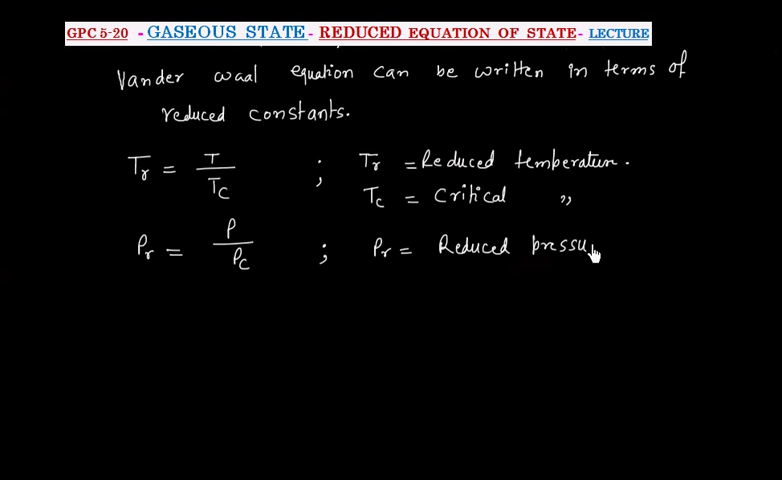 GPC 5-20 - GASEOUS STATE- REDUCED EQUATION OF STATE- LECTURE
Vander waal equation can be written in terms of
reduced constants.
Tr = T / TC ; Tr = Reduced temperature.
Tc = Critical "
Pr = P / PC ; Pr = Reduced pressu